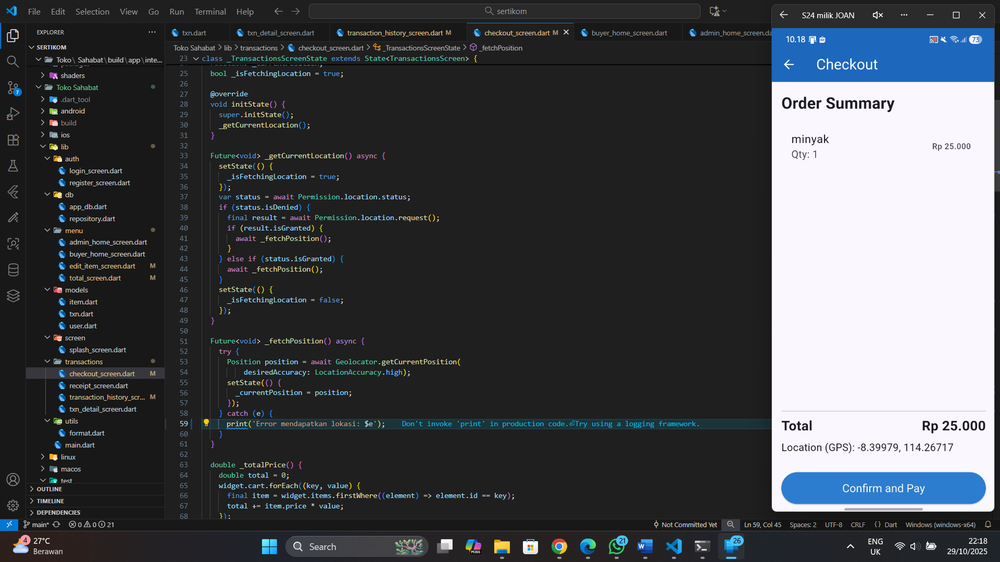 File Edit Selection View Go Run Terminal Help
sertikom
EXPLORER
SERTIKOM
Toko\ Sahabat\build\app\inte...
shaders
Toko Sahabat
.dart_tool
android
build
ios
lib
auth
login_screen.dart
register_screen.dart
db
app_db.dart
repository.dart
menu
admin_home_screen.dart
buyer_home_screen.dart
edit_item_screen.dart M
total_screen.dart M
models
item.dart
txn.dart
user.dart
screen
splash_screen.dart
transactions
checkout_screen.dart M
receipt_screen.dart
transaction_history_scr... M
txn_detail_screen.dart
utils
format.dart
main.dart
linux
macos
test
OUTLINE
TIMELINE
DEPENDENCIES
7
txn.dart txn_detail_screen.dart transaction_history_screen.dart M checkout_screen.dart M buyer_home_screen.dart admin_home_screen.da
Toko Sahabat > lib > transactions > checkout_screen.dart > _TransactionsScreenState > _fetchPosition
23 class _TransactionsScreenState extends State<TransactionsScreen> {
25 bool _isFetchingLocation = true;
26
27 @override
28 void initState() {
29 super.initState();
30 _getCurrentLocation();
31 }
32
33 Future<void> _getCurrentLocation() async {
34 setState(() {
35 _isFetchingLocation = true;
36 });
37 var status = await Permission.location.status;
38 if (status.isDenied) {
39 final result = await Permission.location.request();
40 if (result.isGranted) {
41 await _fetchPosition();
42 }
43 } else if (status.isGranted) {
44 await _fetchPosition();
45 }
46 setState(() {
47 _isFetchingLocation = false;
48 });
49 }
50
51 Future<void> _fetchPosition() async {
52 try {
53 Position position = await Geolocator.getCurrentPosition(
54 desiredAccuracy: LocationAccuracy.high);
55 setState(() {
56 _currentPosition = position;
57 });
58 } catch (e) {
59 print('Error mendapatkan lokasi: $e'); Don't invoke 'print' in production code.⏎Try using a logging framework.
60 }
61 }
62
63 double _totalPrice() {
64 double total = 0;
65 widget.cart.forEach((key, value) {
66 final item = widget.items.firstWhere((element) => element.id == key);
67 total += item.price * value;
68 });
S24 milik JOAN
10.18 73
Checkout
Order Summary
minyak
Qty: 1
Rp 25.000
Total Rp 25.000
Location (GPS): -8.39979, 114.26717
Confirm and Pay
main* 0 0 21 Not Committed Yet Ln 59, Col 45 Spaces: 2 UTF-8 CRLF {} Dart Windows (windows-x64)
4
27°C
Berawan
Search
M365
21
26
ENG
UK
22:18
29/10/2025